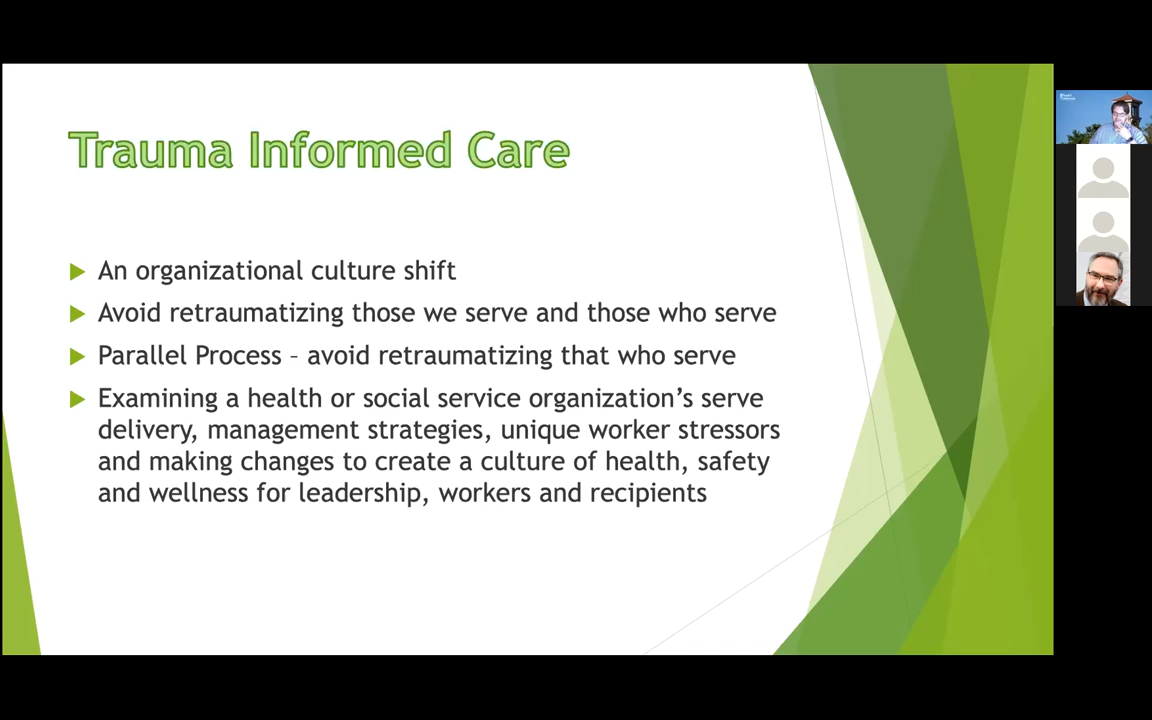 Trauma Informed Care
An organizational culture shift
Avoid retraumatizing those we serve and those who serve
Parallel Process – avoid retraumatizing that who serve
Examining a health or social service organization’s serve
delivery, management strategies, unique worker stressors
and making changes to create a culture of health, safety
and wellness for leadership, workers and recipients